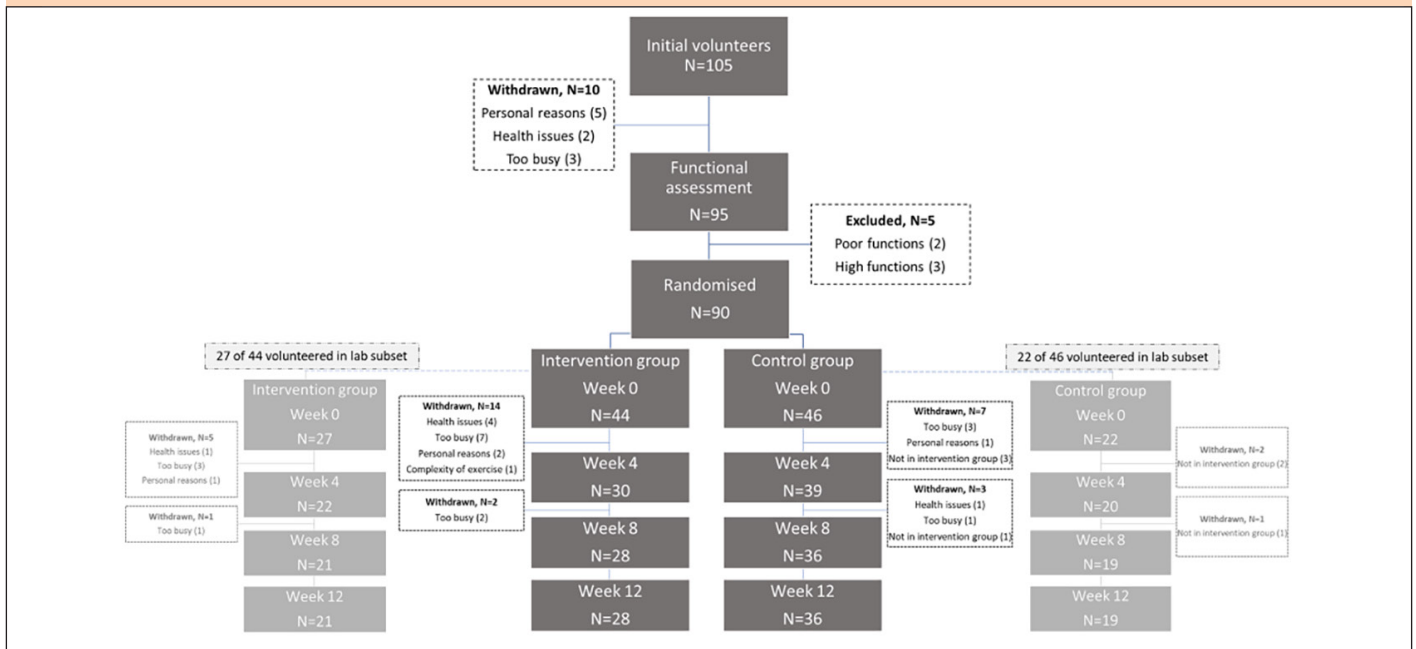 Initial volunteers
N=105
Withdrawn, N=10
Personal reasons (5)
Health issues (2)
Too busy (3)
Functional
assessment
N=95
Excluded, N=5
Poor functions (2)
High functions (3)
Randomised
N=90
27 of 44 volunteered in lab subset
Intervention group
Week 0
N=27
Withdrawn, N=5
Health issues (1)
Too busy (3)
Personal reasons (1)
Week 4
N=22
Withdrawn, N=1
Too busy (1)
Week 8
N=21
Week 12
N=21
Intervention group
Week 0
N=44
Withdrawn, N=14
Health issues (4)
Too busy (7)
Personal reasons (2)
Complexity of exercise (1)
Week 4
N=30
Withdrawn, N=2
Too busy (2)
Week 8
N=28
Week 12
N=28
Control group
Week 0
N=46
Withdrawn, N=7
Too busy (3)
Personal reasons (1)
Not in intervention group (3)
Week 4
N=39
Withdrawn, N=3
Health issues (1)
Too busy (1)
Not in intervention group (1)
Week 8
N=36
Week 12
N=36
22 of 46 volunteered in lab subset
Control group
Week 0
N=22
Withdrawn, N=2
Not in intervention group (2)
Week 4
N=20
Withdrawn, N=1
Not in intervention group (1)
Week 8
N=19
Week 12
N=19